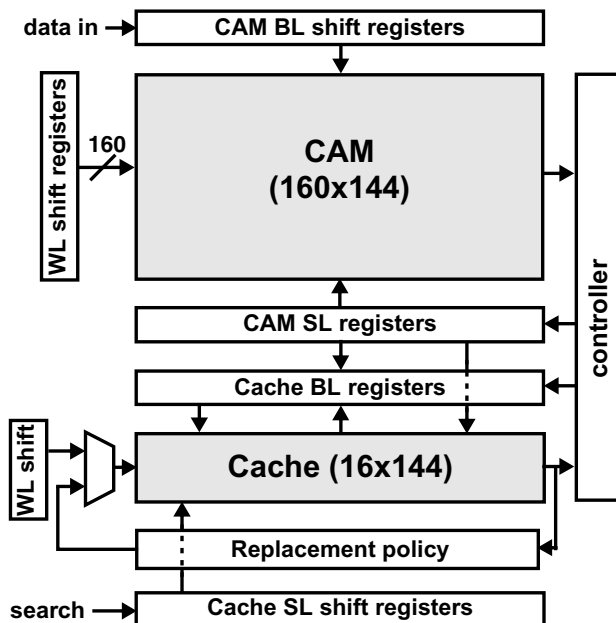 data in
CAM BL shift registers
WL shift registers
160
CAM
(160x144)
controller
CAM SL registers
Cache BL registers
WL shift
Cache (16x144)
Replacement policy
search
Cache SL shift registers